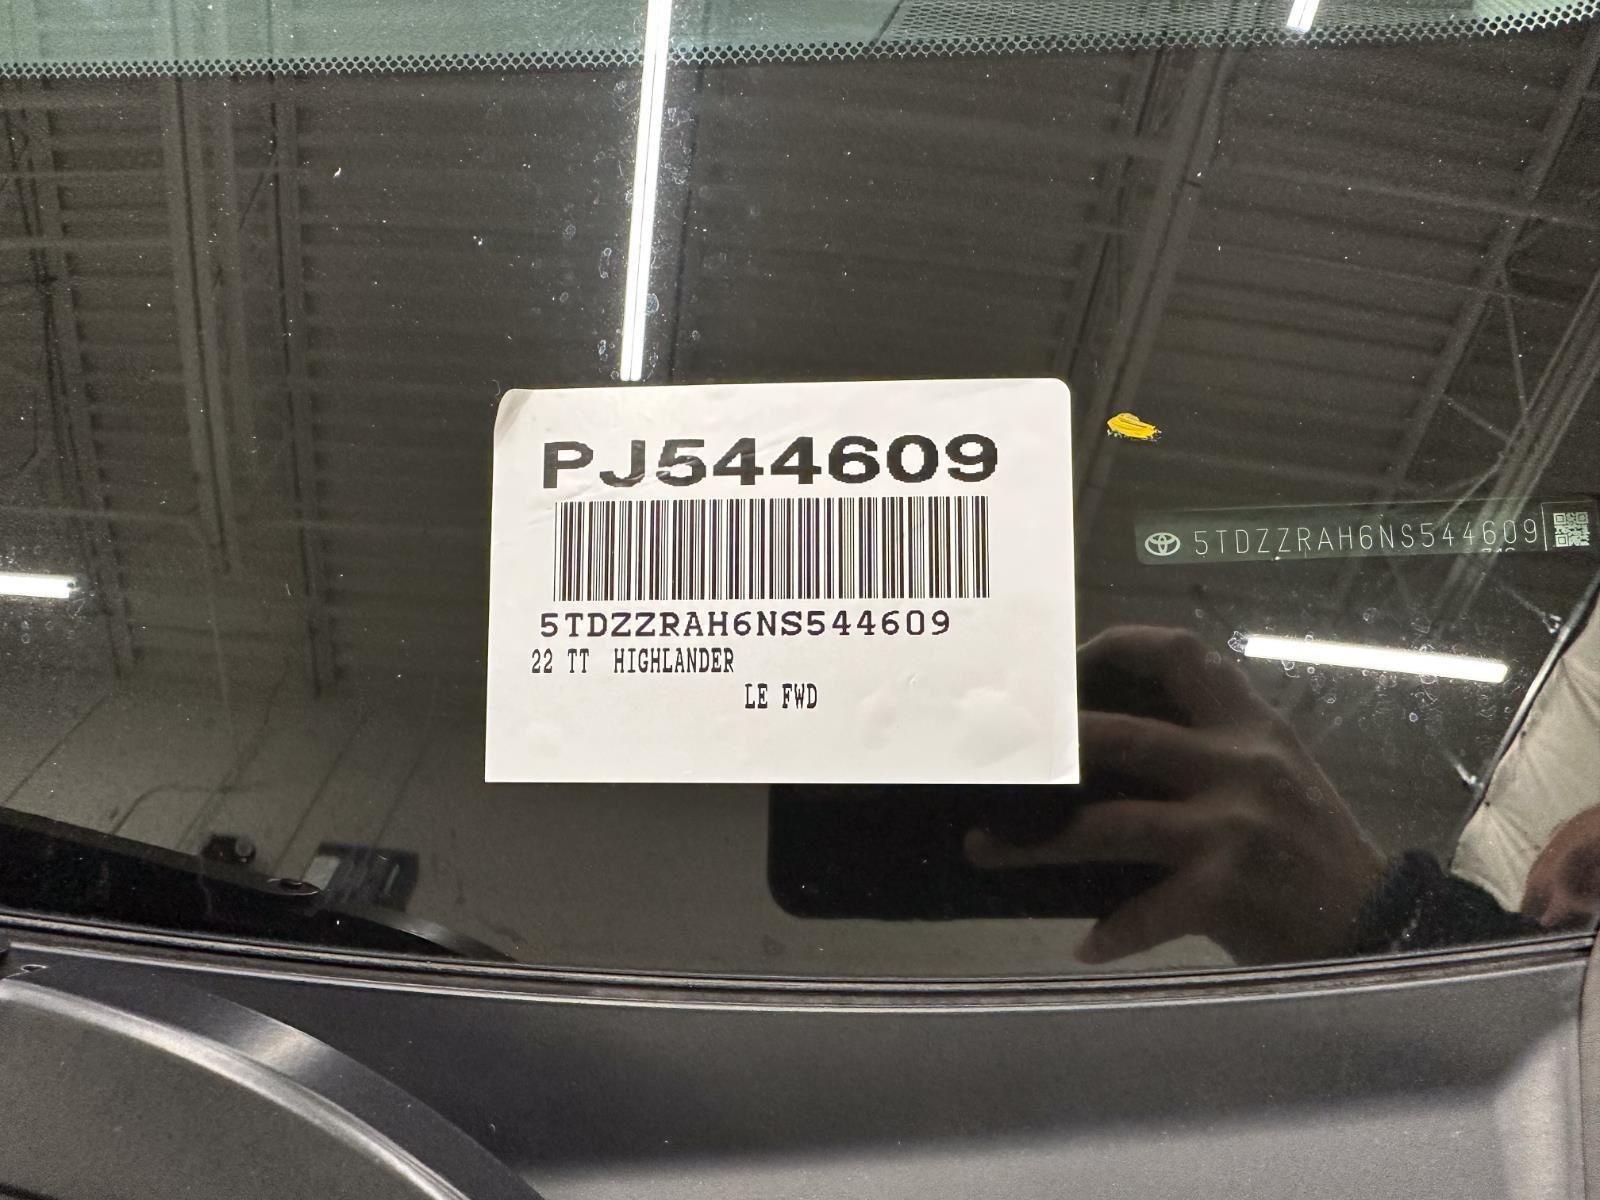 PJ544609
5TDZZRAH6NS544609
22 TT HIGHLANDER
LE FWD
5TDZZRAH6NS544609